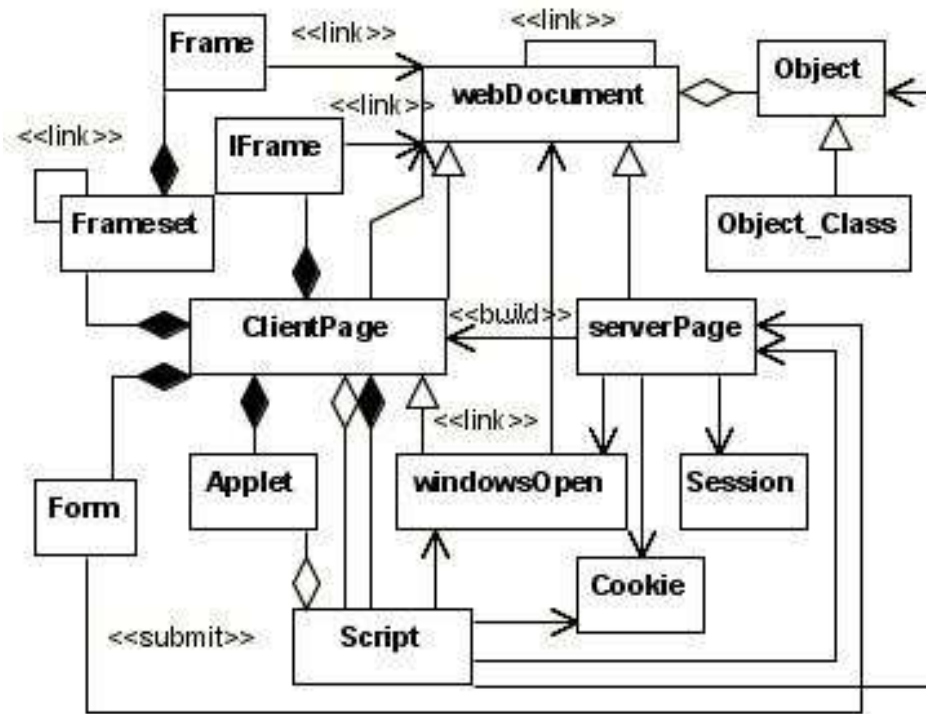 <<link>>
Frame
<<link>>
Object
webDocument
<<link>>
IFrame
<<link>>
Frameset
Object_Class
ClientPage
<<build>>
serverPage
<<link>>
Applet
windowsOpen
Session
Form
Cookie
<<submit>>
Script